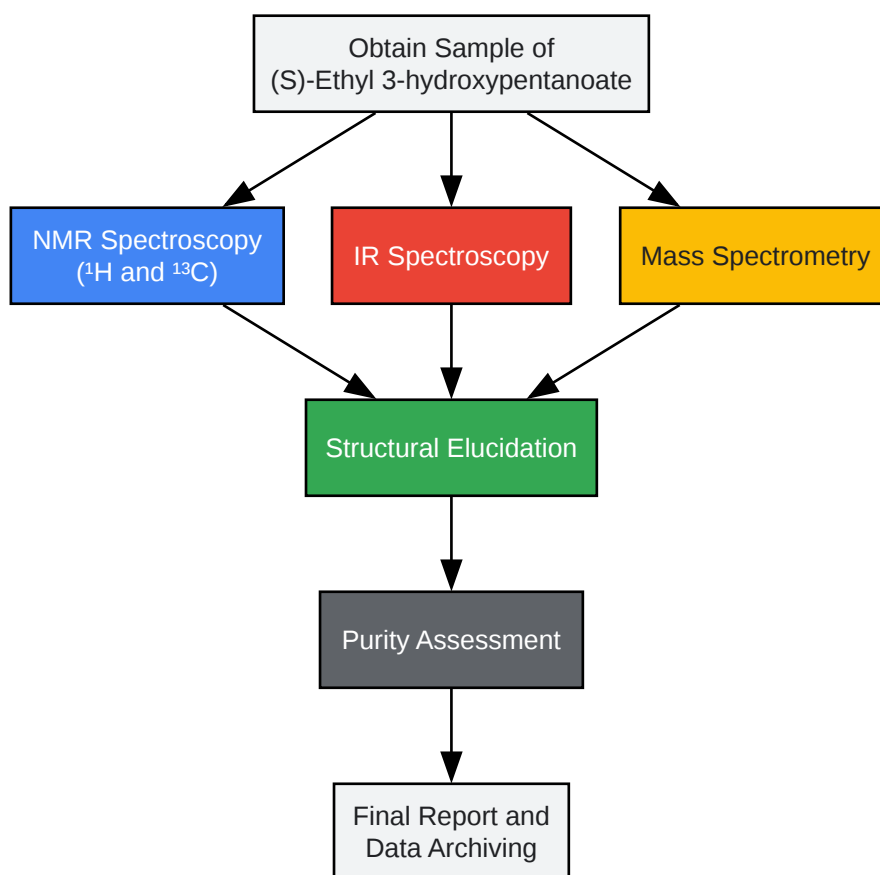 Obtain Sample of
(S)-Ethyl 3-hydroxypentanoate
NMR Spectroscopy
(¹H and ¹³C)
IR Spectroscopy
Mass Spectrometry
Structural Elucidation
Purity Assessment
Final Report and
Data Archiving